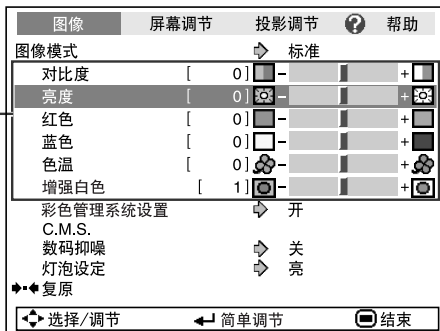 图像 屏幕调节 投影调节 ? 帮助
图像模式 标准
对比度 [ 0] - +
亮度 [ 0] - +
红色 [ 0] - +
蓝色 [ 0] - +
色温 [ 0] - +
增强白色 [ 1] - +
彩色管理系统设置 开
C.M.S.
数码抑噪 关
灯泡设定 亮
复原
选择/调节 简单调节 结束